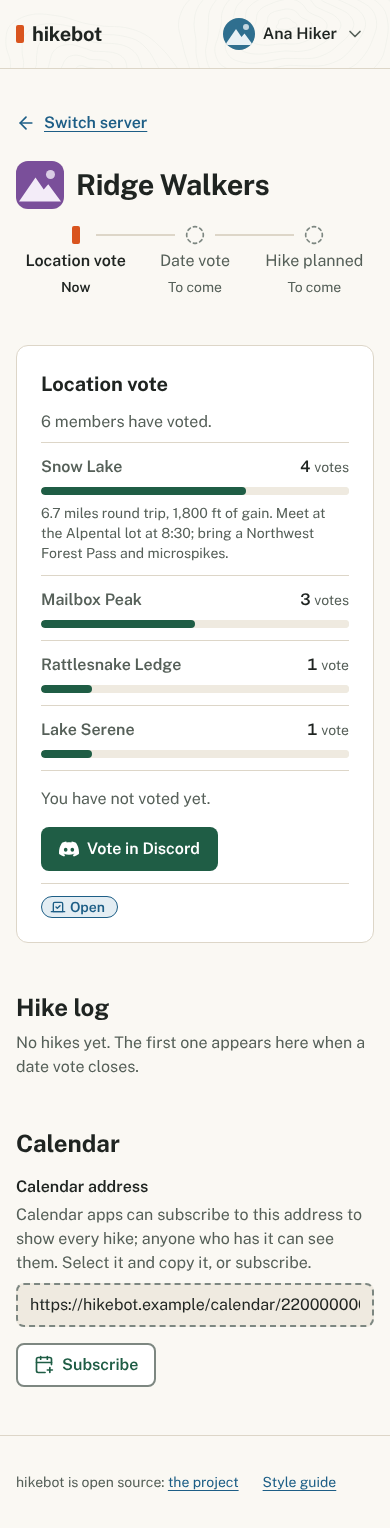 hikebot
Ana Hiker
Switch server
Ridge Walkers
Location vote
Now
Date vote
To come
Hike planned
To come
Location vote
6 members have voted.
Snow Lake 4 votes
6.7 miles round trip, 1,800 ft of gain. Meet at
the Alpental lot at 8:30; bring a Northwest
Forest Pass and microspikes.
Mailbox Peak 3 votes
Rattlesnake Ledge 1 vote
Lake Serene 1 vote
You have not voted yet.
Vote in Discord
Open
Hike log
No hikes yet. The first one appears here when a
date vote closes.
Calendar
Calendar address
Calendar apps can subscribe to this address to
show every hike; anyone who has it can see
them. Select it and copy it, or subscribe.
https://hikebot.example/calendar/220000000
Subscribe
hikebot is open source: the project Style guide